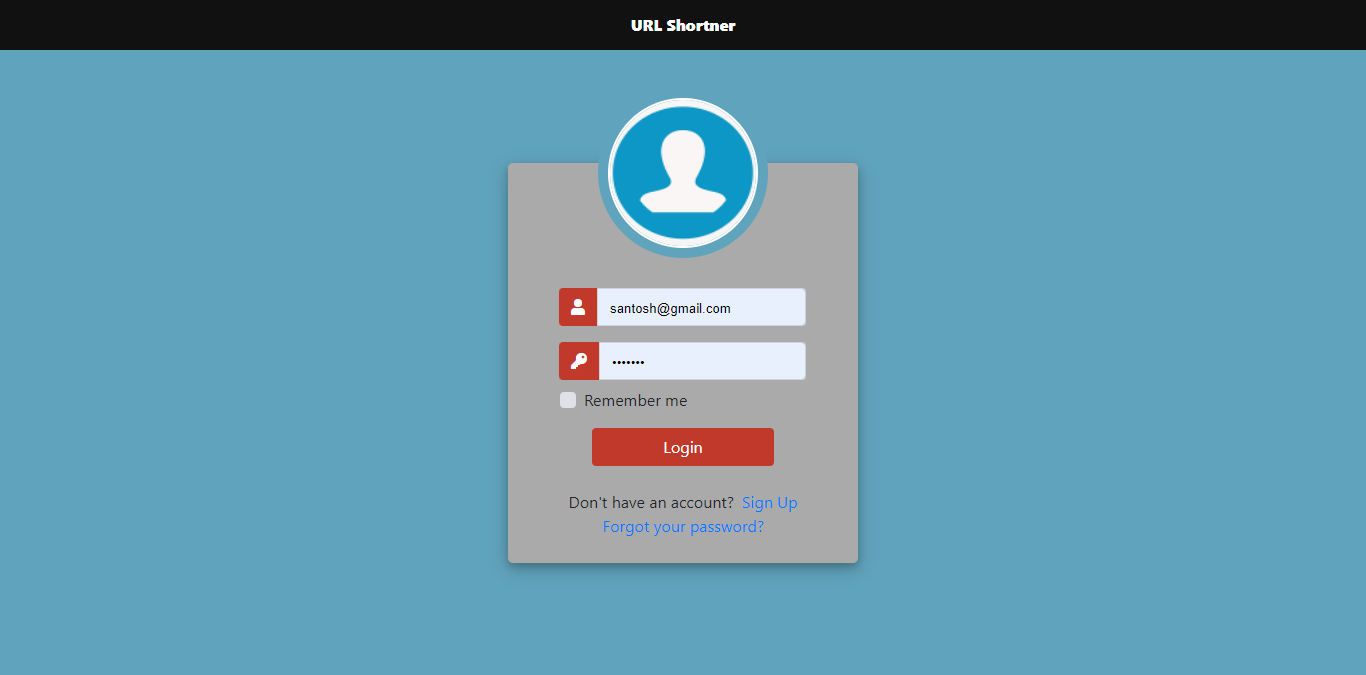 URL Shortner
santosh@gmail.com
•••••••
Remember me
Login
Don't have an account? Sign Up
Forgot your password?